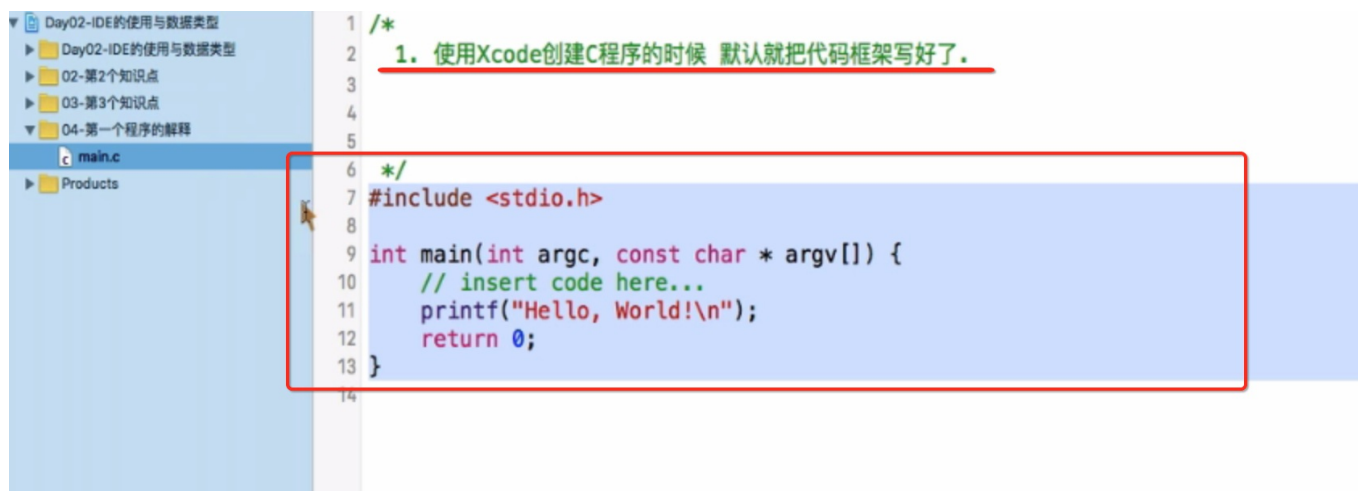 Day02-IDE的使用与数据类型
Day02-IDE的使用与数据类型
02-第2个知识点
03-第3个知识点
04-第一个程序的解释
c main.c
Products
1 /*
2 1. 使用Xcode创建C程序的时候 默认就把代码框架写好了.
3
4
5
6 */
7 #include <stdio.h>
8
9 int main(int argc, const char * argv[]) {
10 // insert code here...
11 printf("Hello, World!\n");
12 return 0;
13 }
14